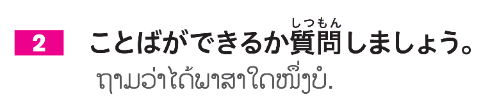 2 ことばができるか質問しましょう。
しつもん
ຖາມວ່າໄດ້ພາສາໃດໜຶ່ງບໍ.